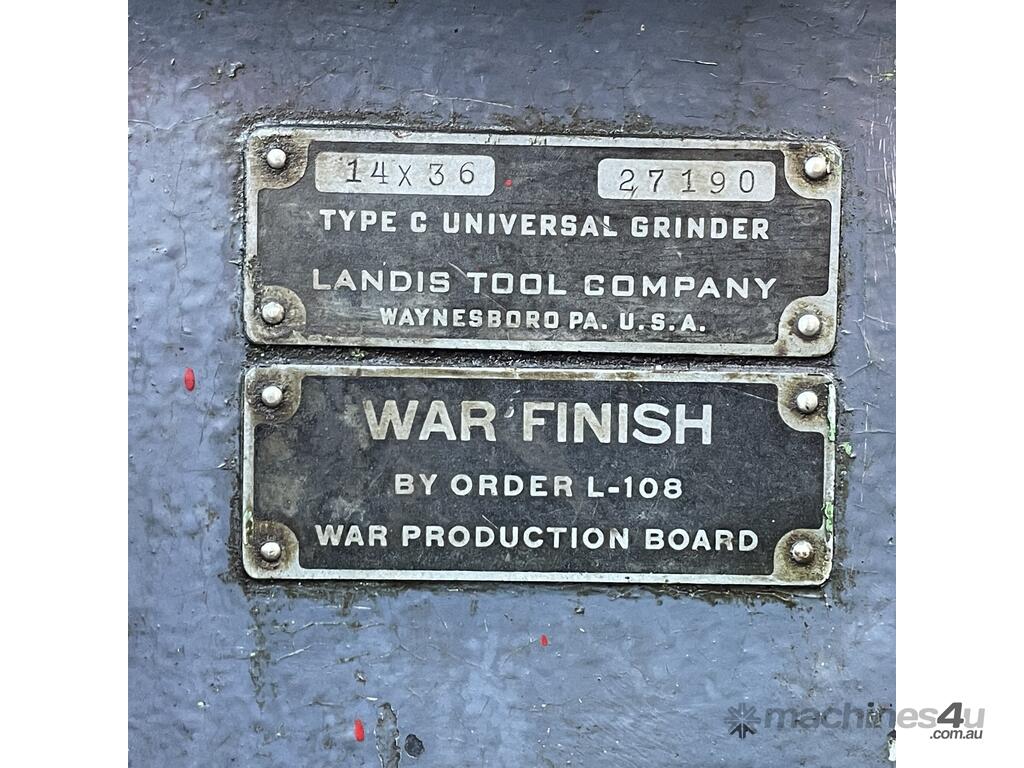 14X36 27190
TYPE C UNIVERSAL GRINDER
LANDIS TOOL COMPANY
WAYNESBORO PA. U.S.A.
WAR FINISH
BY ORDER L-108
WAR PRODUCTION BOARD
machines4u
.com.au